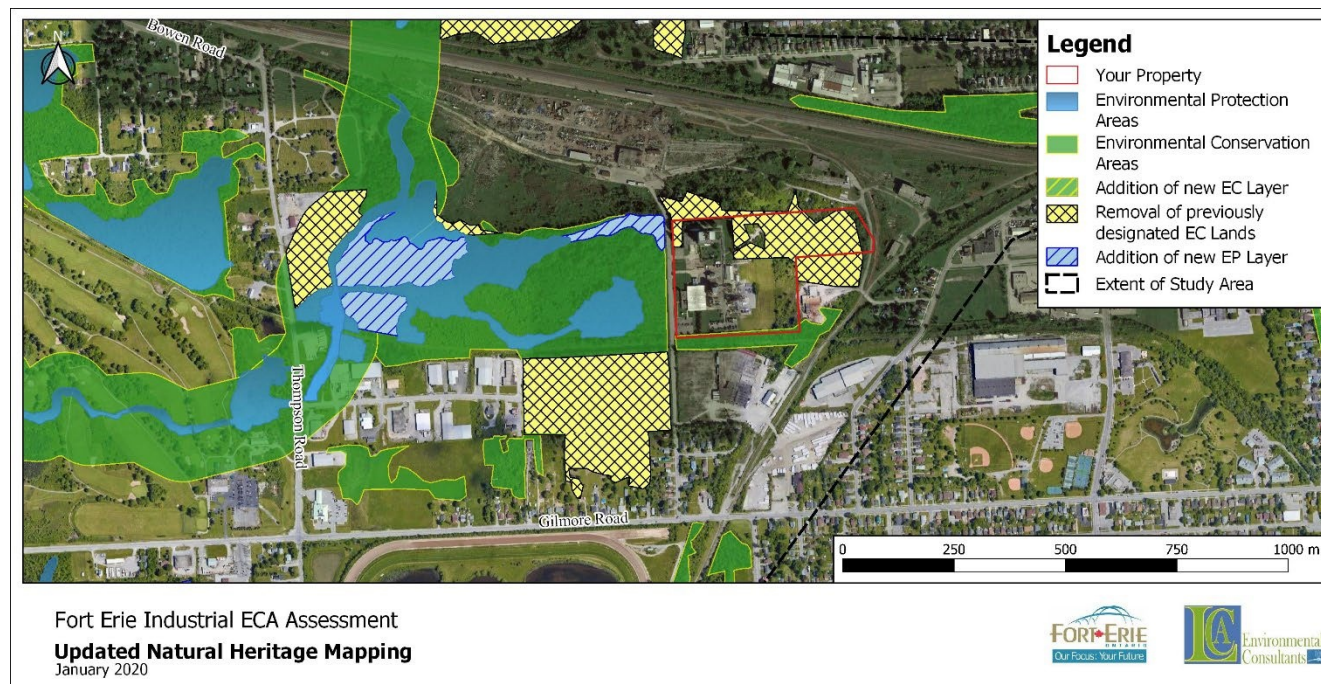 N
Bowen Road
Thompson Road
Gilmore Road
Legend
Your Property
Environmental Protection
Areas
Environmental Conservation
Areas
Addition of new EC Layer
Removal of previously
designated EC Lands
Addition of new EP Layer
Extent of Study Area
0 250 500 750 1000 m
Fort Erie Industrial ECA Assessment
Updated Natural Heritage Mapping
January 2020
FORT ERIE
ONTARIO
Our Focus: Your Future
LCA
Environmental
Consultants